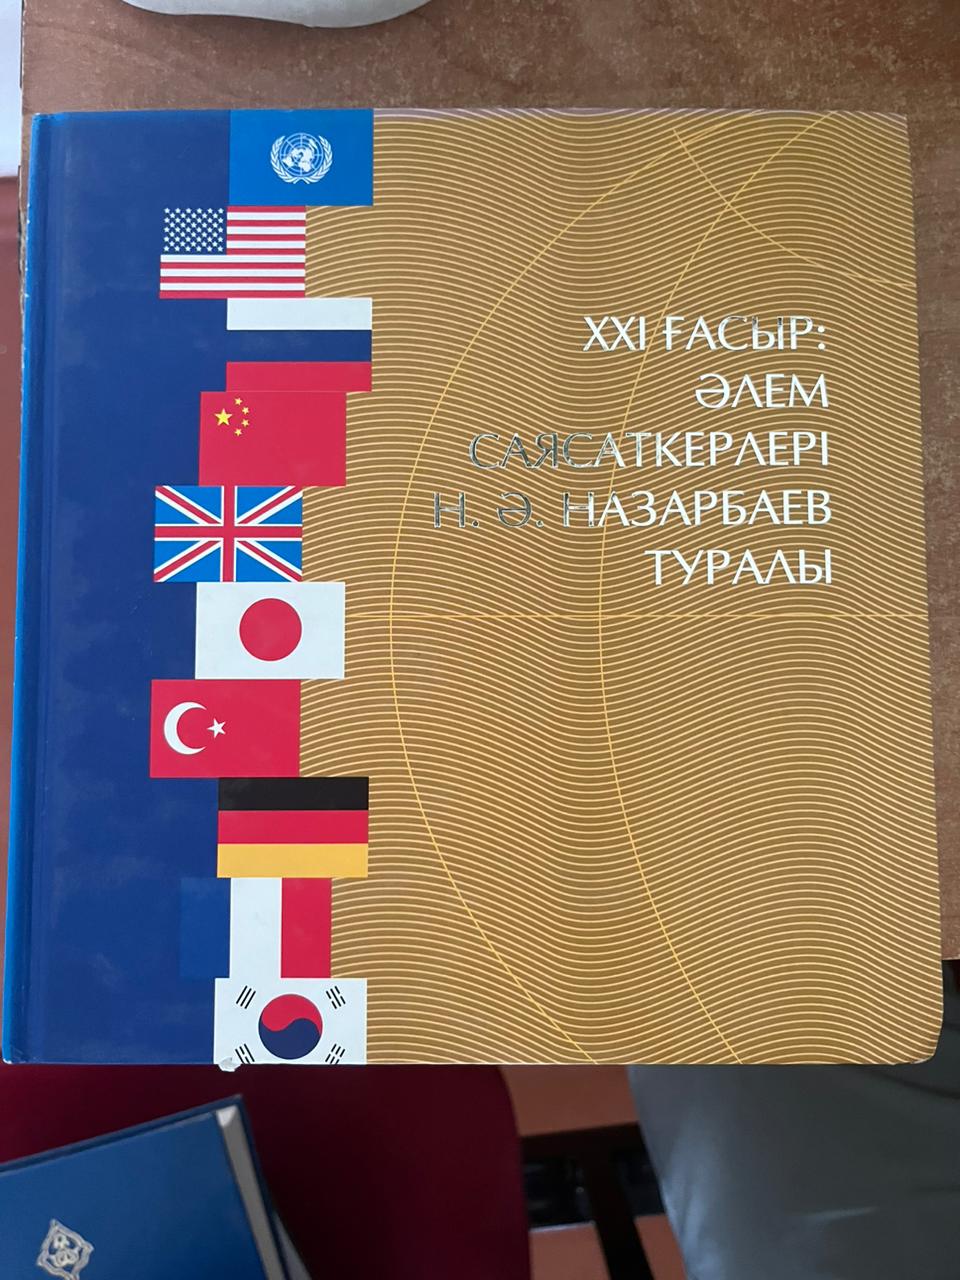 XXI ҒАСЫР:
ӘЛЕМ
САЯСАТКЕРЛЕРІ
Н. Ә. НАЗАРБАЕВ
ТУРАЛЫ